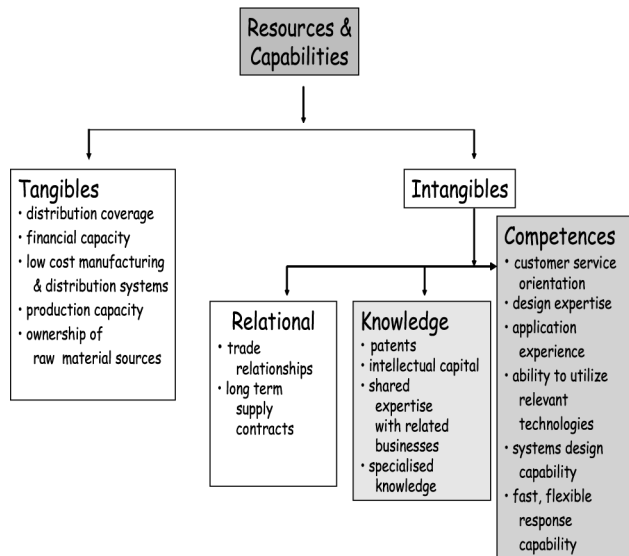 Resources &
Capabilities
Tangibles
• distribution coverage
• financial capacity
• low cost manufacturing
& distribution systems
• production capacity
• ownership of
raw material sources
Intangibles
Relational
• trade
relationships
• long term
supply
contracts
Knowledge
• patents
• intellectual capital
• shared
expertise
with related
businesses
• specialised
knowledge
Competences
• customer service
orientation
• design expertise
• application
experience
• ability to utilize
relevant
technologies
• systems design
capability
• fast, flexible
response
capability